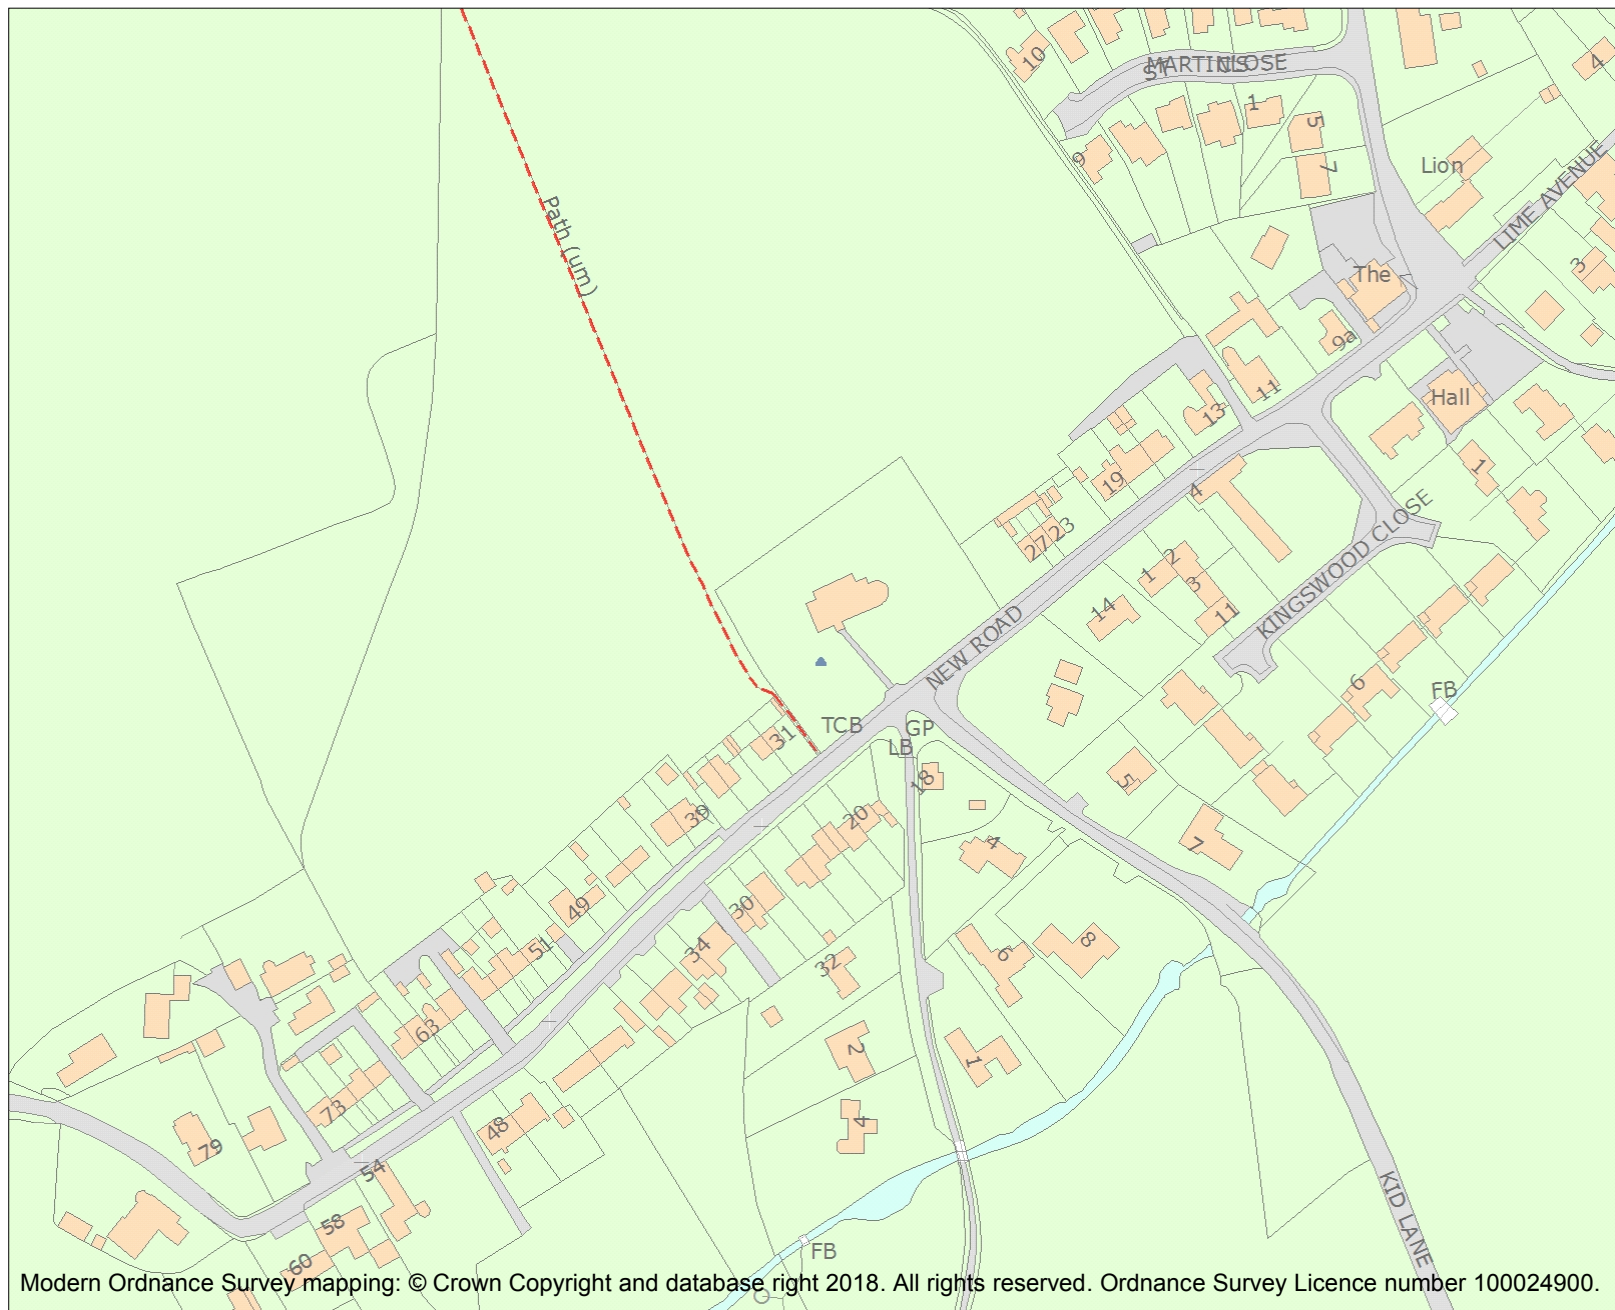 10
ST MARTINS CLOSE
4
1
5
9
7
Lion
LIME AVENUE
Path (um)
3
The
9a
11
13
Hall
19
4
1
27
23
KINGSWOOD CLOSE
2
1
3
14
11
NEW ROAD
6
FB
TCB
GP
31
LB
18
5
39
20
4
7
49
30
51
34
6
8
32
63
2
1
73
48
4
79
54
58
60
FB
KID LANE
Modern Ordnance Survey mapping: © Crown Copyright and database right 2018. All rights reserved. Ordnance Survey Licence number 100024900.